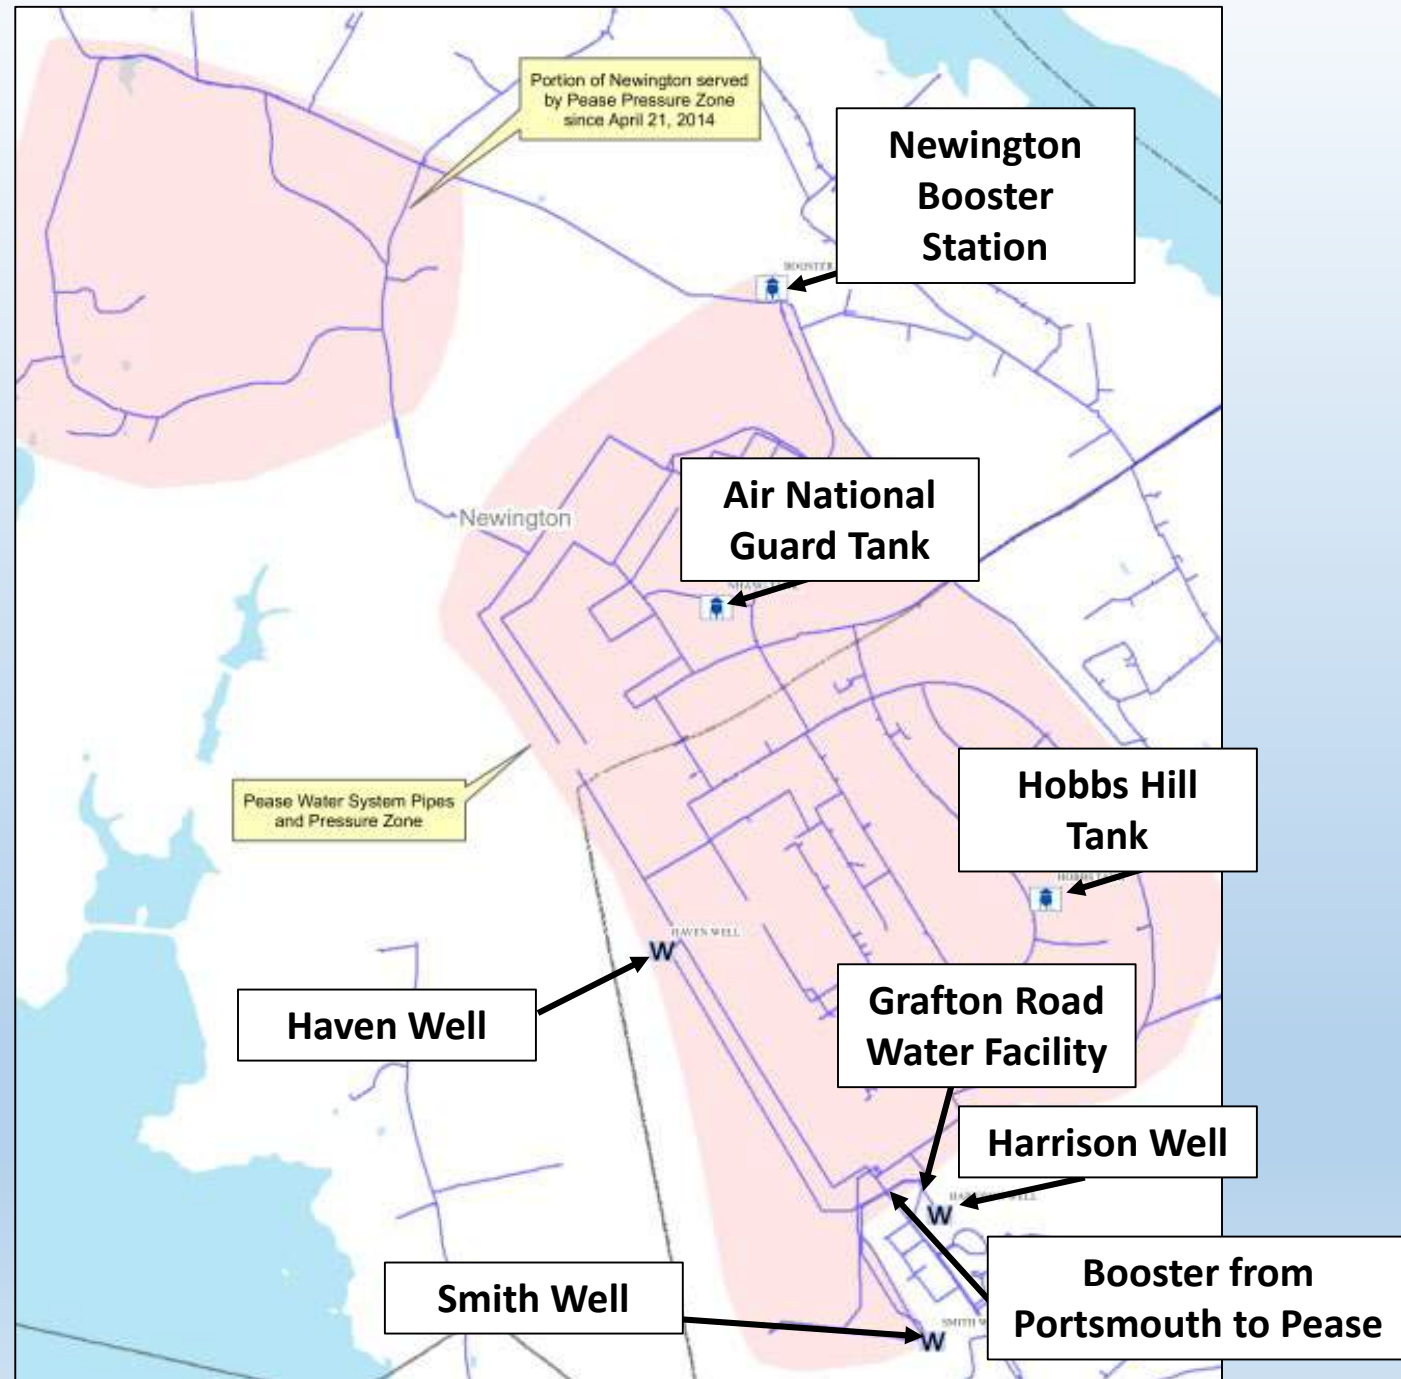 Portion of Newington served
by Pease Pressure Zone
since April 21, 2014
Newington
Booster
Station
BOOSTER
Air National
Guard Tank
Newington
Hobbs Hill
Tank
Pease Water System Pipes
and Pressure Zone
HAVEN WELL
W
Haven Well
Grafton Road
Water Facility
Harrison Well
W
Booster from
Portsmouth to Pease
Smith Well
SMITH W
W